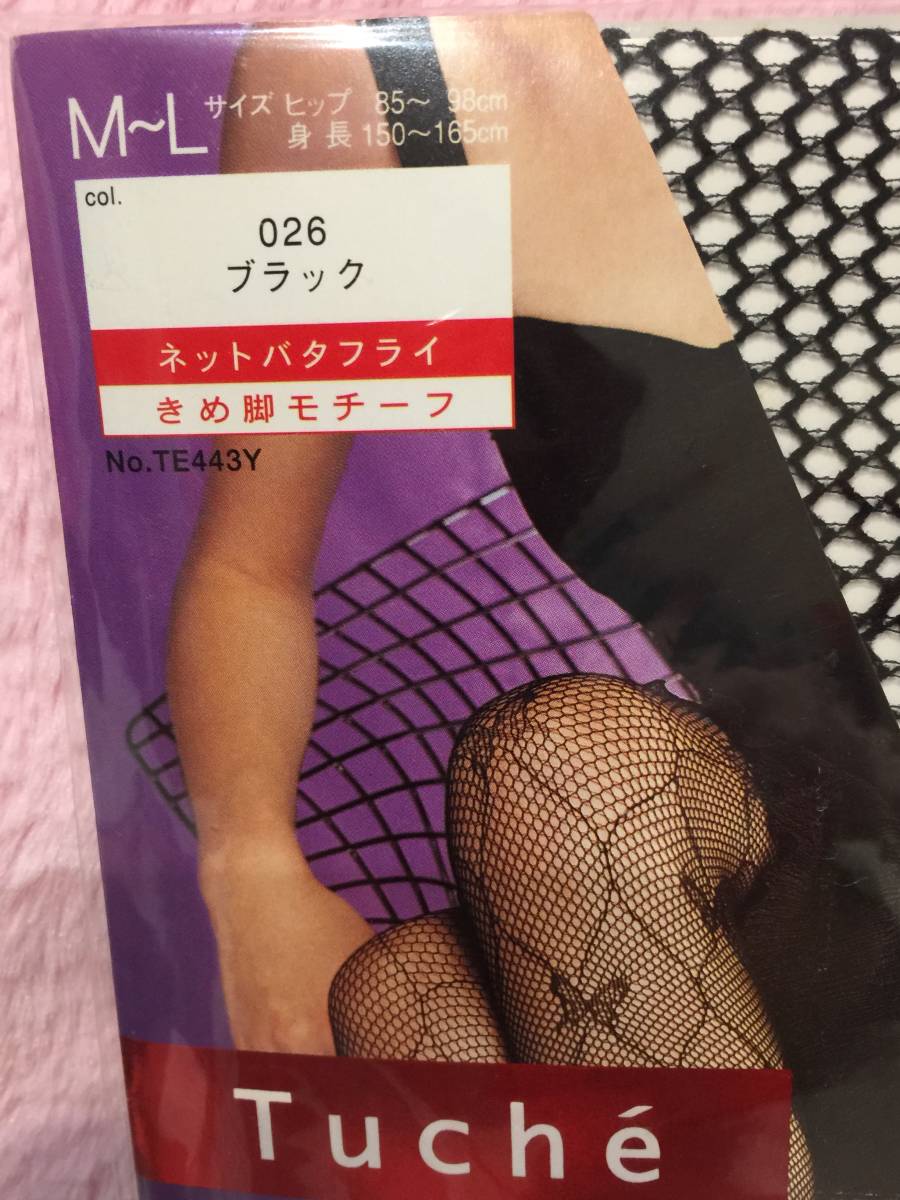 M~L サイズ ヒップ 85～ 98cm
身長 150～165cm
col.
026
ブラック
ネットバタフライ
きめ脚モチーフ
No.TE443Y
Tuché